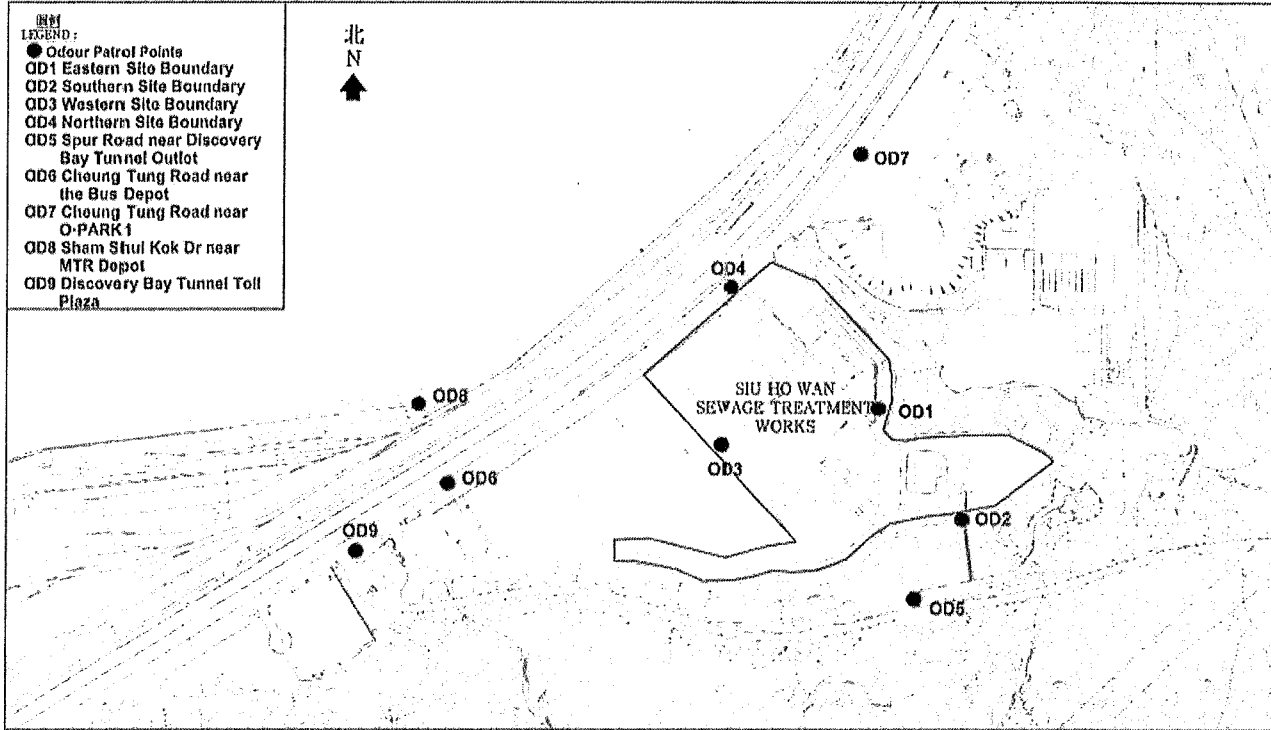 LEGEND :
Odour Patrol Points
OD1 Eastern Site Boundary
OD2 Southern Site Boundary
OD3 Western Site Boundary
OD4 Northern Site Boundary
OD5 Spur Road near Discovery
Bay Tunnel Outlet
OD6 Cheung Tung Road near
the Bus Depot
OD7 Cheung Tung Road near
O·PARK1
OD8 Sham Shui Kok Dr near
MTR Depot
OD9 Discovery Bay Tunnel Toll
Plaza
北
N
OD7
OD4
OD8
SIU HO WAN
SEWAGE TREATMENT
WORKS
OD1
OD3
OD6
OD2
OD9
OD5